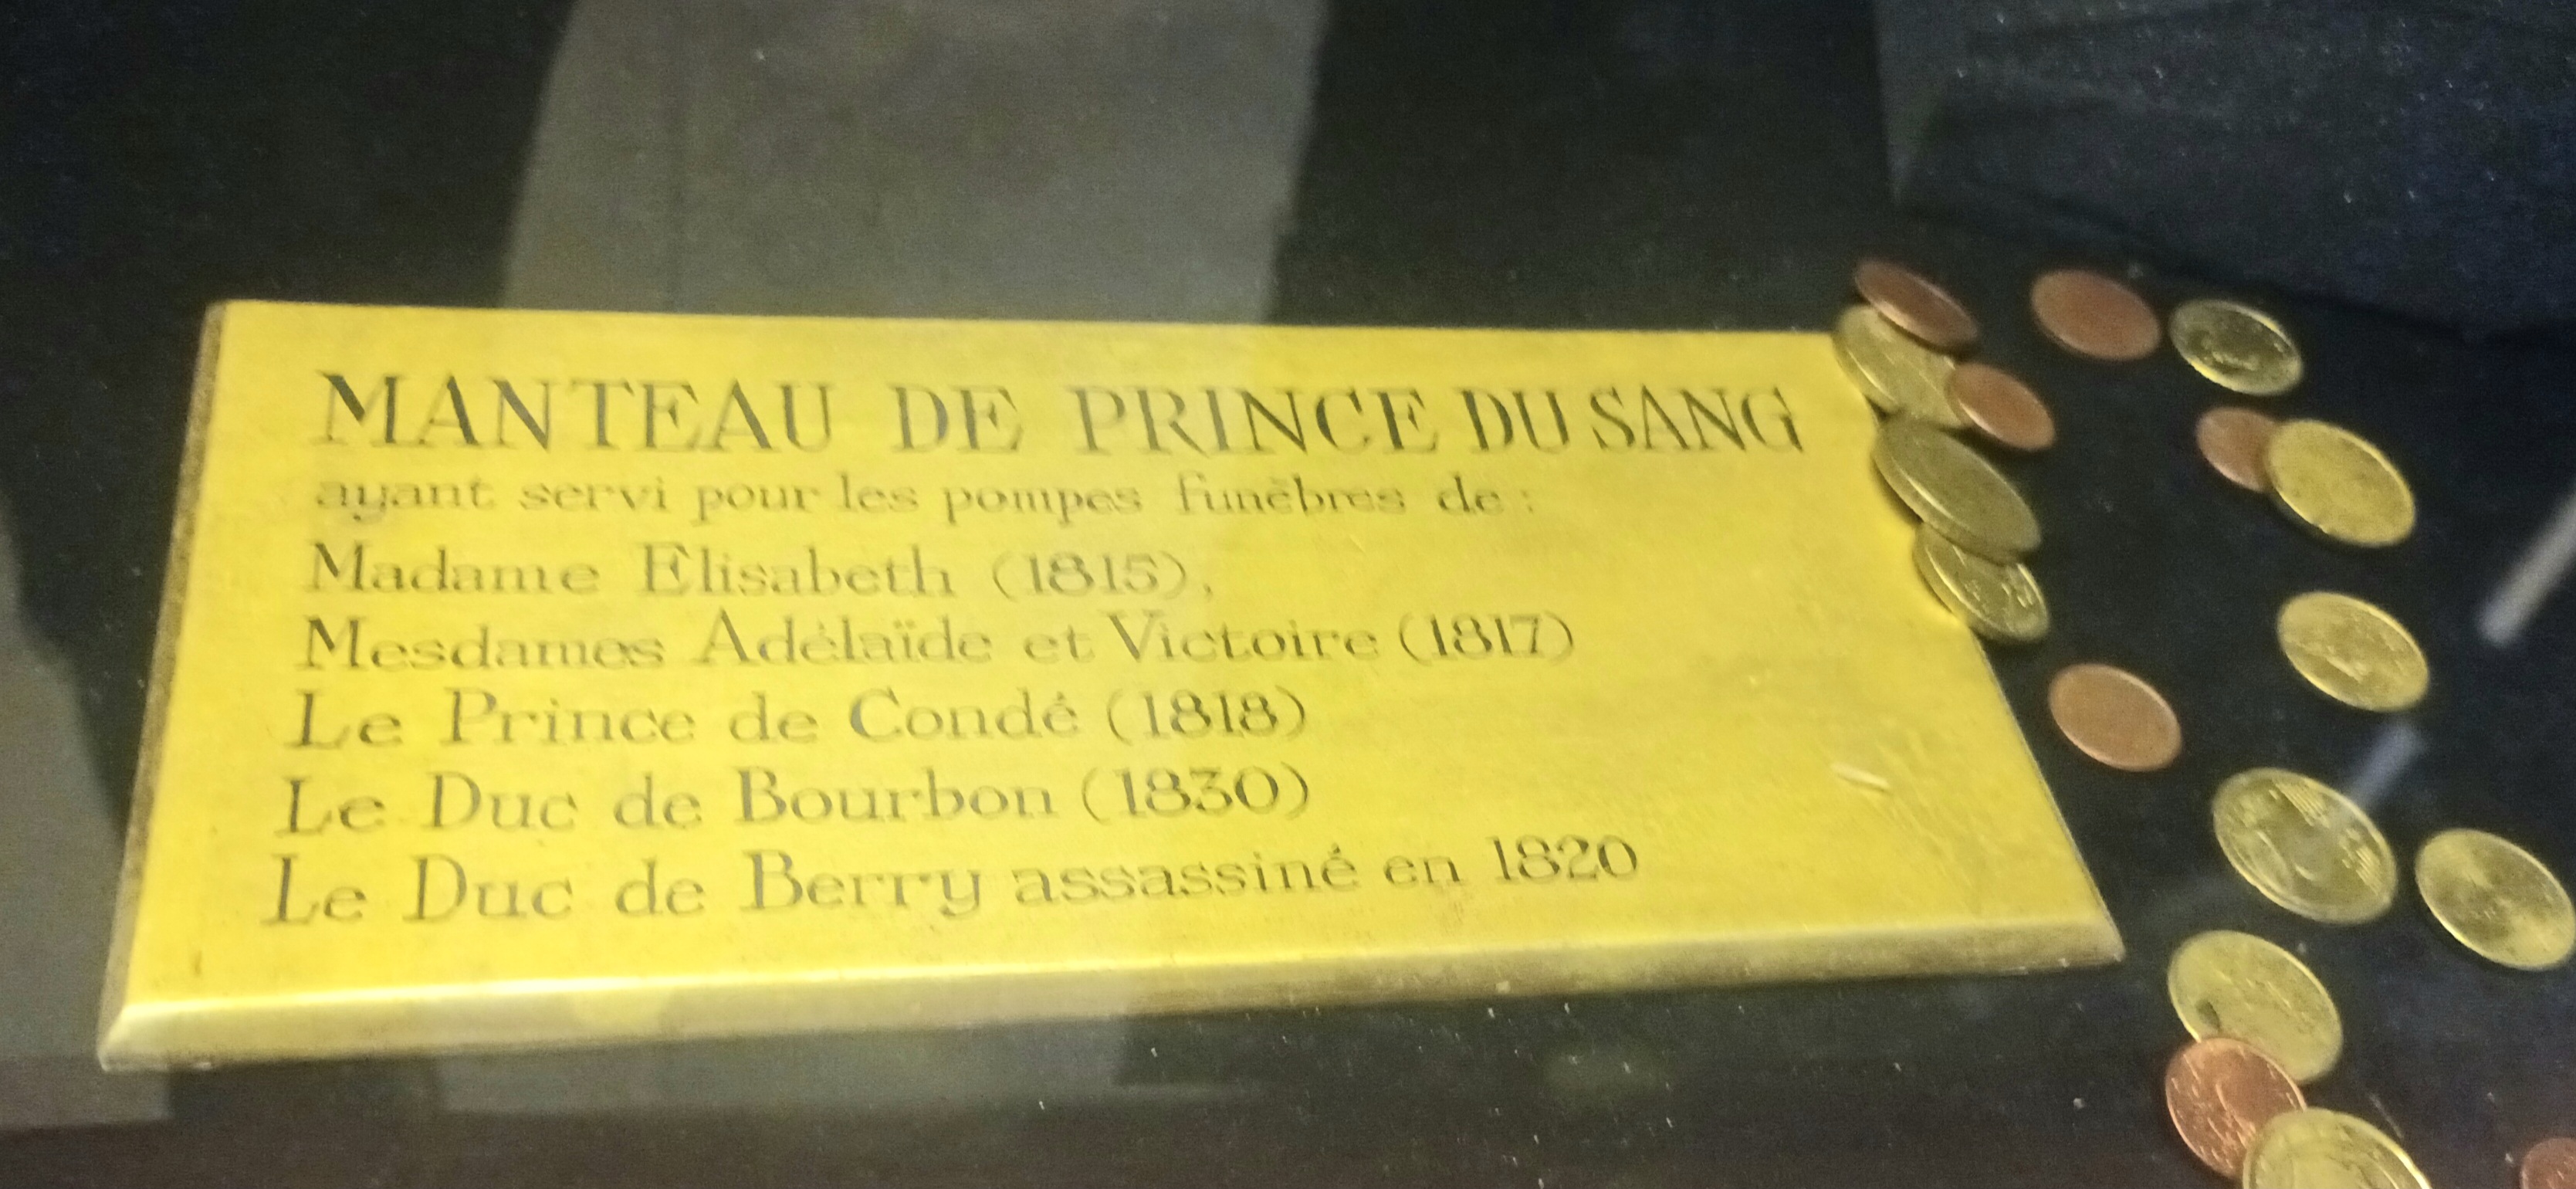 MANTEAU DE PRINCE DU SANG
ayant servi pour les pompes funèbres de :
Madame Elisabeth (1815),
Mesdames Adélaïde et Victoire (1817)
Le Prince de Condé (1818)
Le Duc de Bourbon (1830)
Le Duc de Berry assassiné en 1820